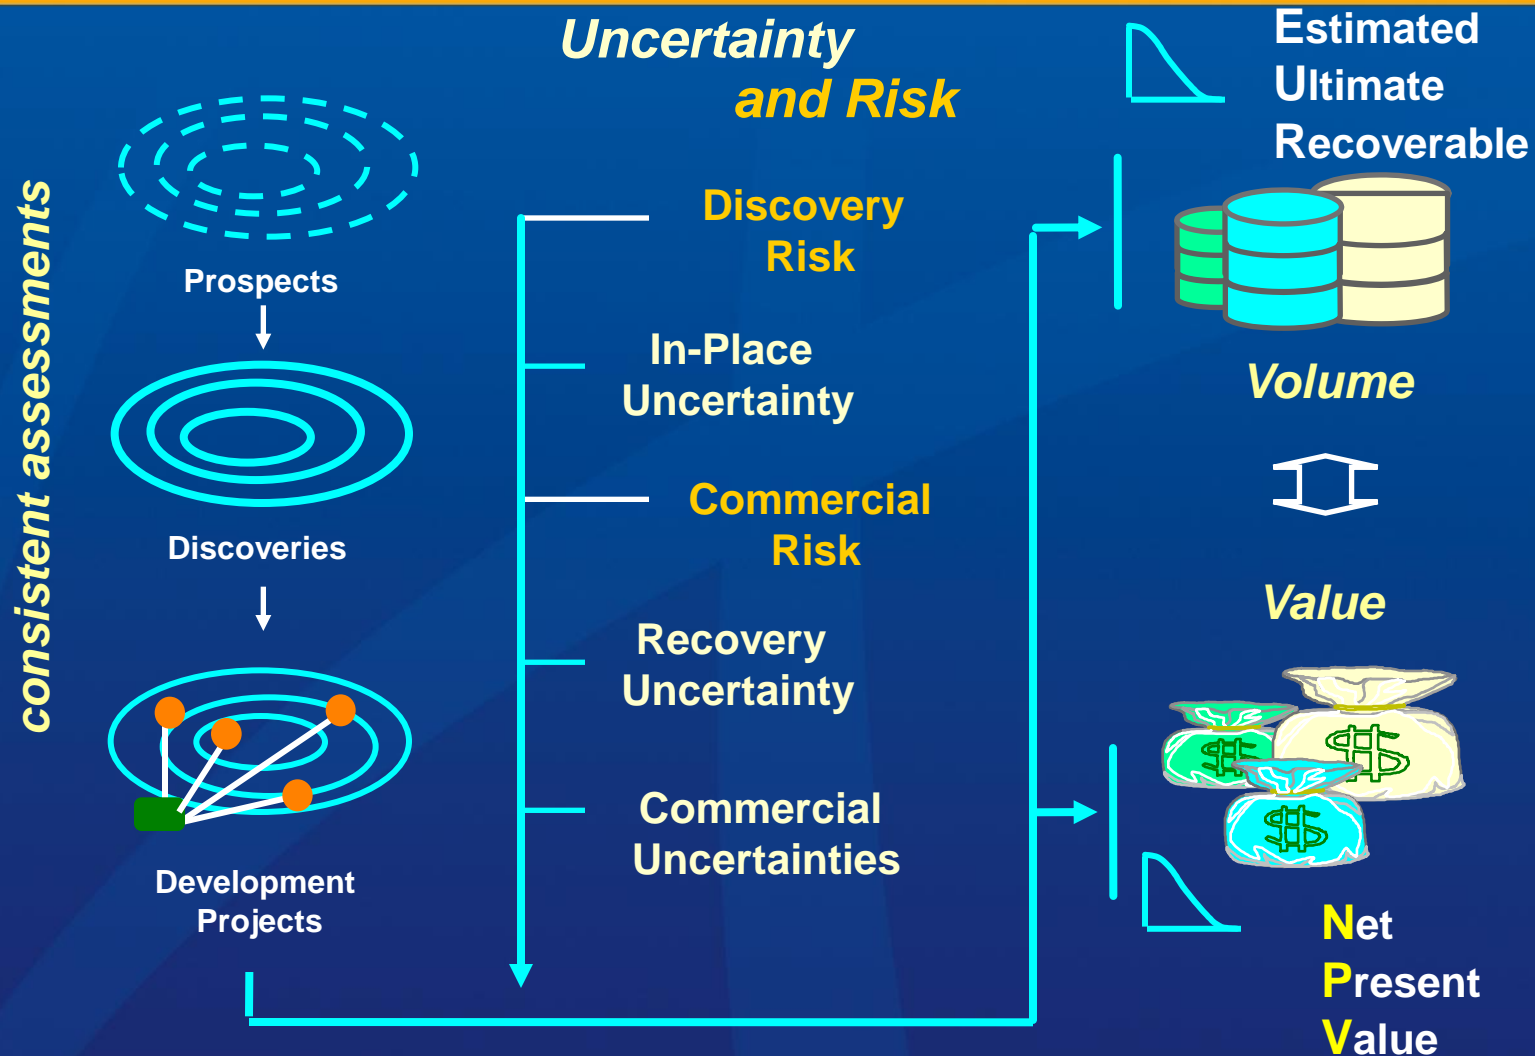 Uncertainty
and Risk
consistent assessments
Prospects
Discoveries
Development
Projects
Discovery
Risk
In-Place
Uncertainty
Commercial
Risk
Recovery
Uncertainty
Commercial
Uncertainties
Estimated
Ultimate
Recoverable
Volume
Value
$
$
$
Net
Present
Value